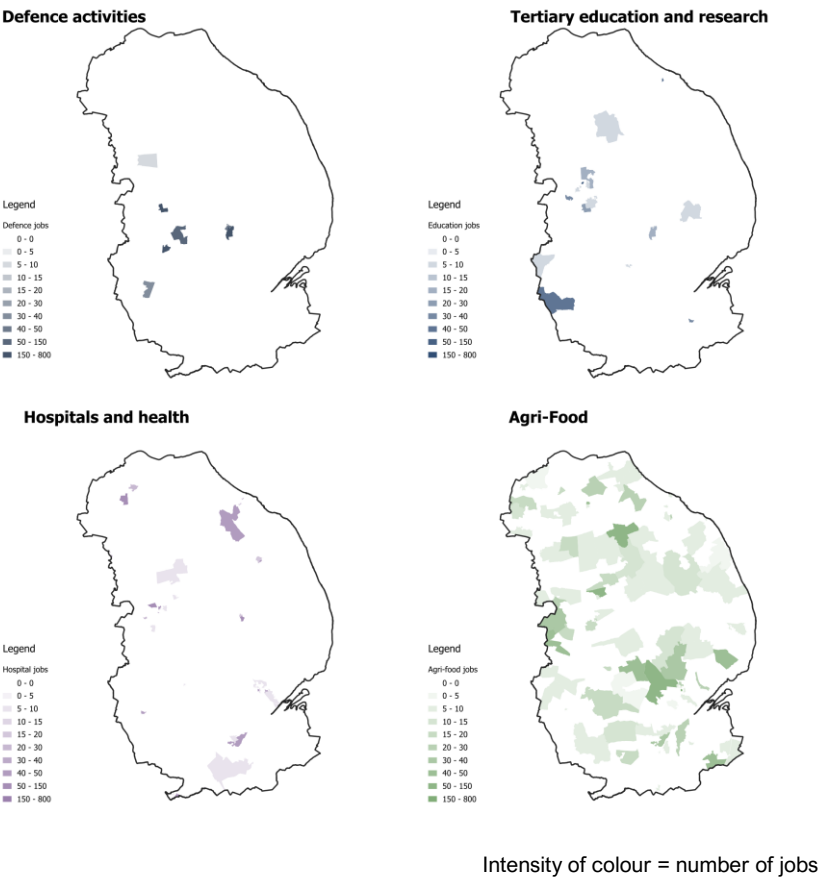 Defence activities
Legend
Defence jobs
0 - 0
0 - 5
5 - 10
10 - 15
15 - 20
20 - 30
30 - 40
40 - 50
50 - 150
150 - 800
Tertiary education and research
Legend
Education jobs
0 - 0
0 - 5
5 - 10
10 - 15
15 - 20
20 - 30
30 - 40
40 - 50
50 - 150
150 - 800
Hospitals and health
Legend
Hospital jobs
0 - 0
0 - 5
5 - 10
10 - 15
15 - 20
20 - 30
30 - 40
40 - 50
50 - 150
150 - 800
Agri-Food
Legend
Agri-food jobs
0 - 0
0 - 5
5 - 10
10 - 15
15 - 20
20 - 30
30 - 40
40 - 50
50 - 150
150 - 800
Intensity of colour = number of jobs